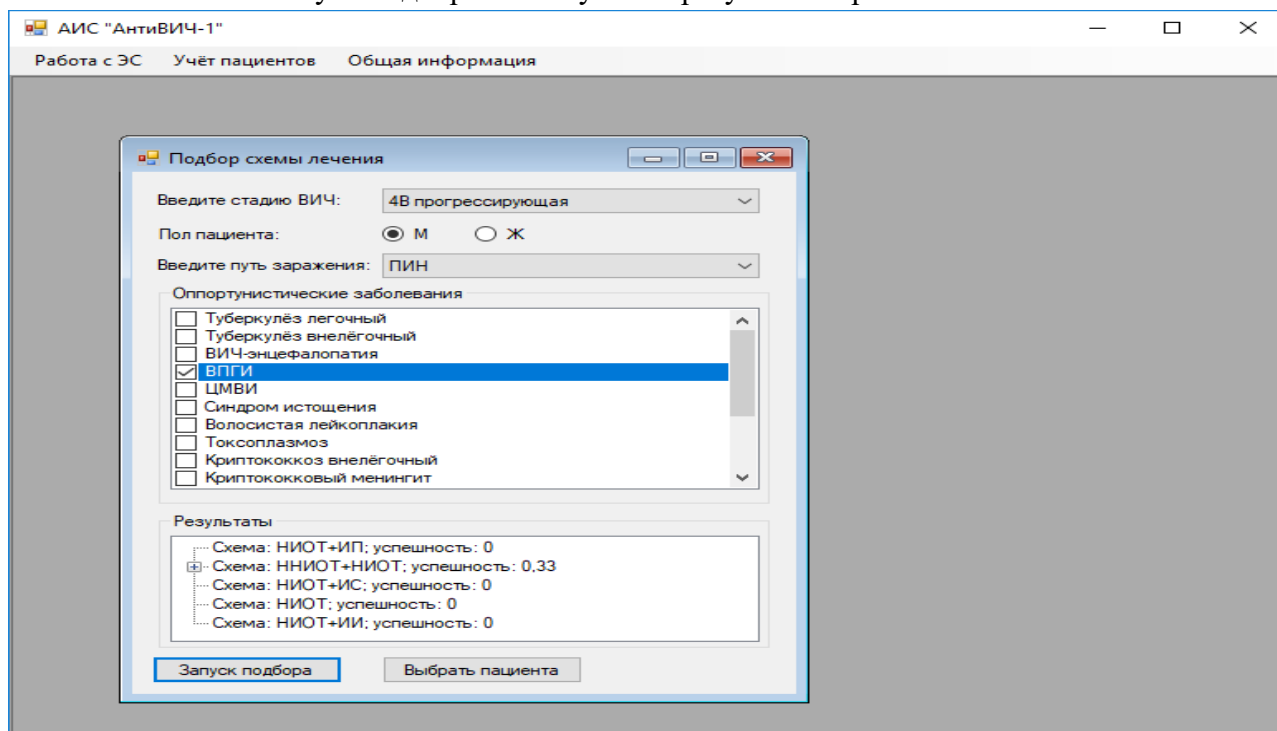 АИС "АнтиВИЧ-1"
Работа с ЭС Учёт пациентов Общая информация
Подбор схемы лечения
Введите стадию ВИЧ: 4В прогрессирующая
Пол пациента: М Ж
Введите путь заражения: ПИН
Оппортунистические заболевания
Туберкулёз легочный
Туберкулёз внелёгочный
ВИЧ-энцефалопатия
ВПГИ
ЦМВИ
Синдром истощения
Волосистая лейкоплакия
Токсоплазмоз
Криптококкоз внелёгочный
Криптококковый менингит
Результаты
Схема: НИОТ+ИП; успешность: 0
Схема: ННИОТ+НИОТ; успешность: 0,33
Схема: НИОТ+ИС; успешность: 0
Схема: НИОТ; успешность: 0
Схема: НИОТ+ИИ; успешность: 0
Запуск подбора Выбрать пациента